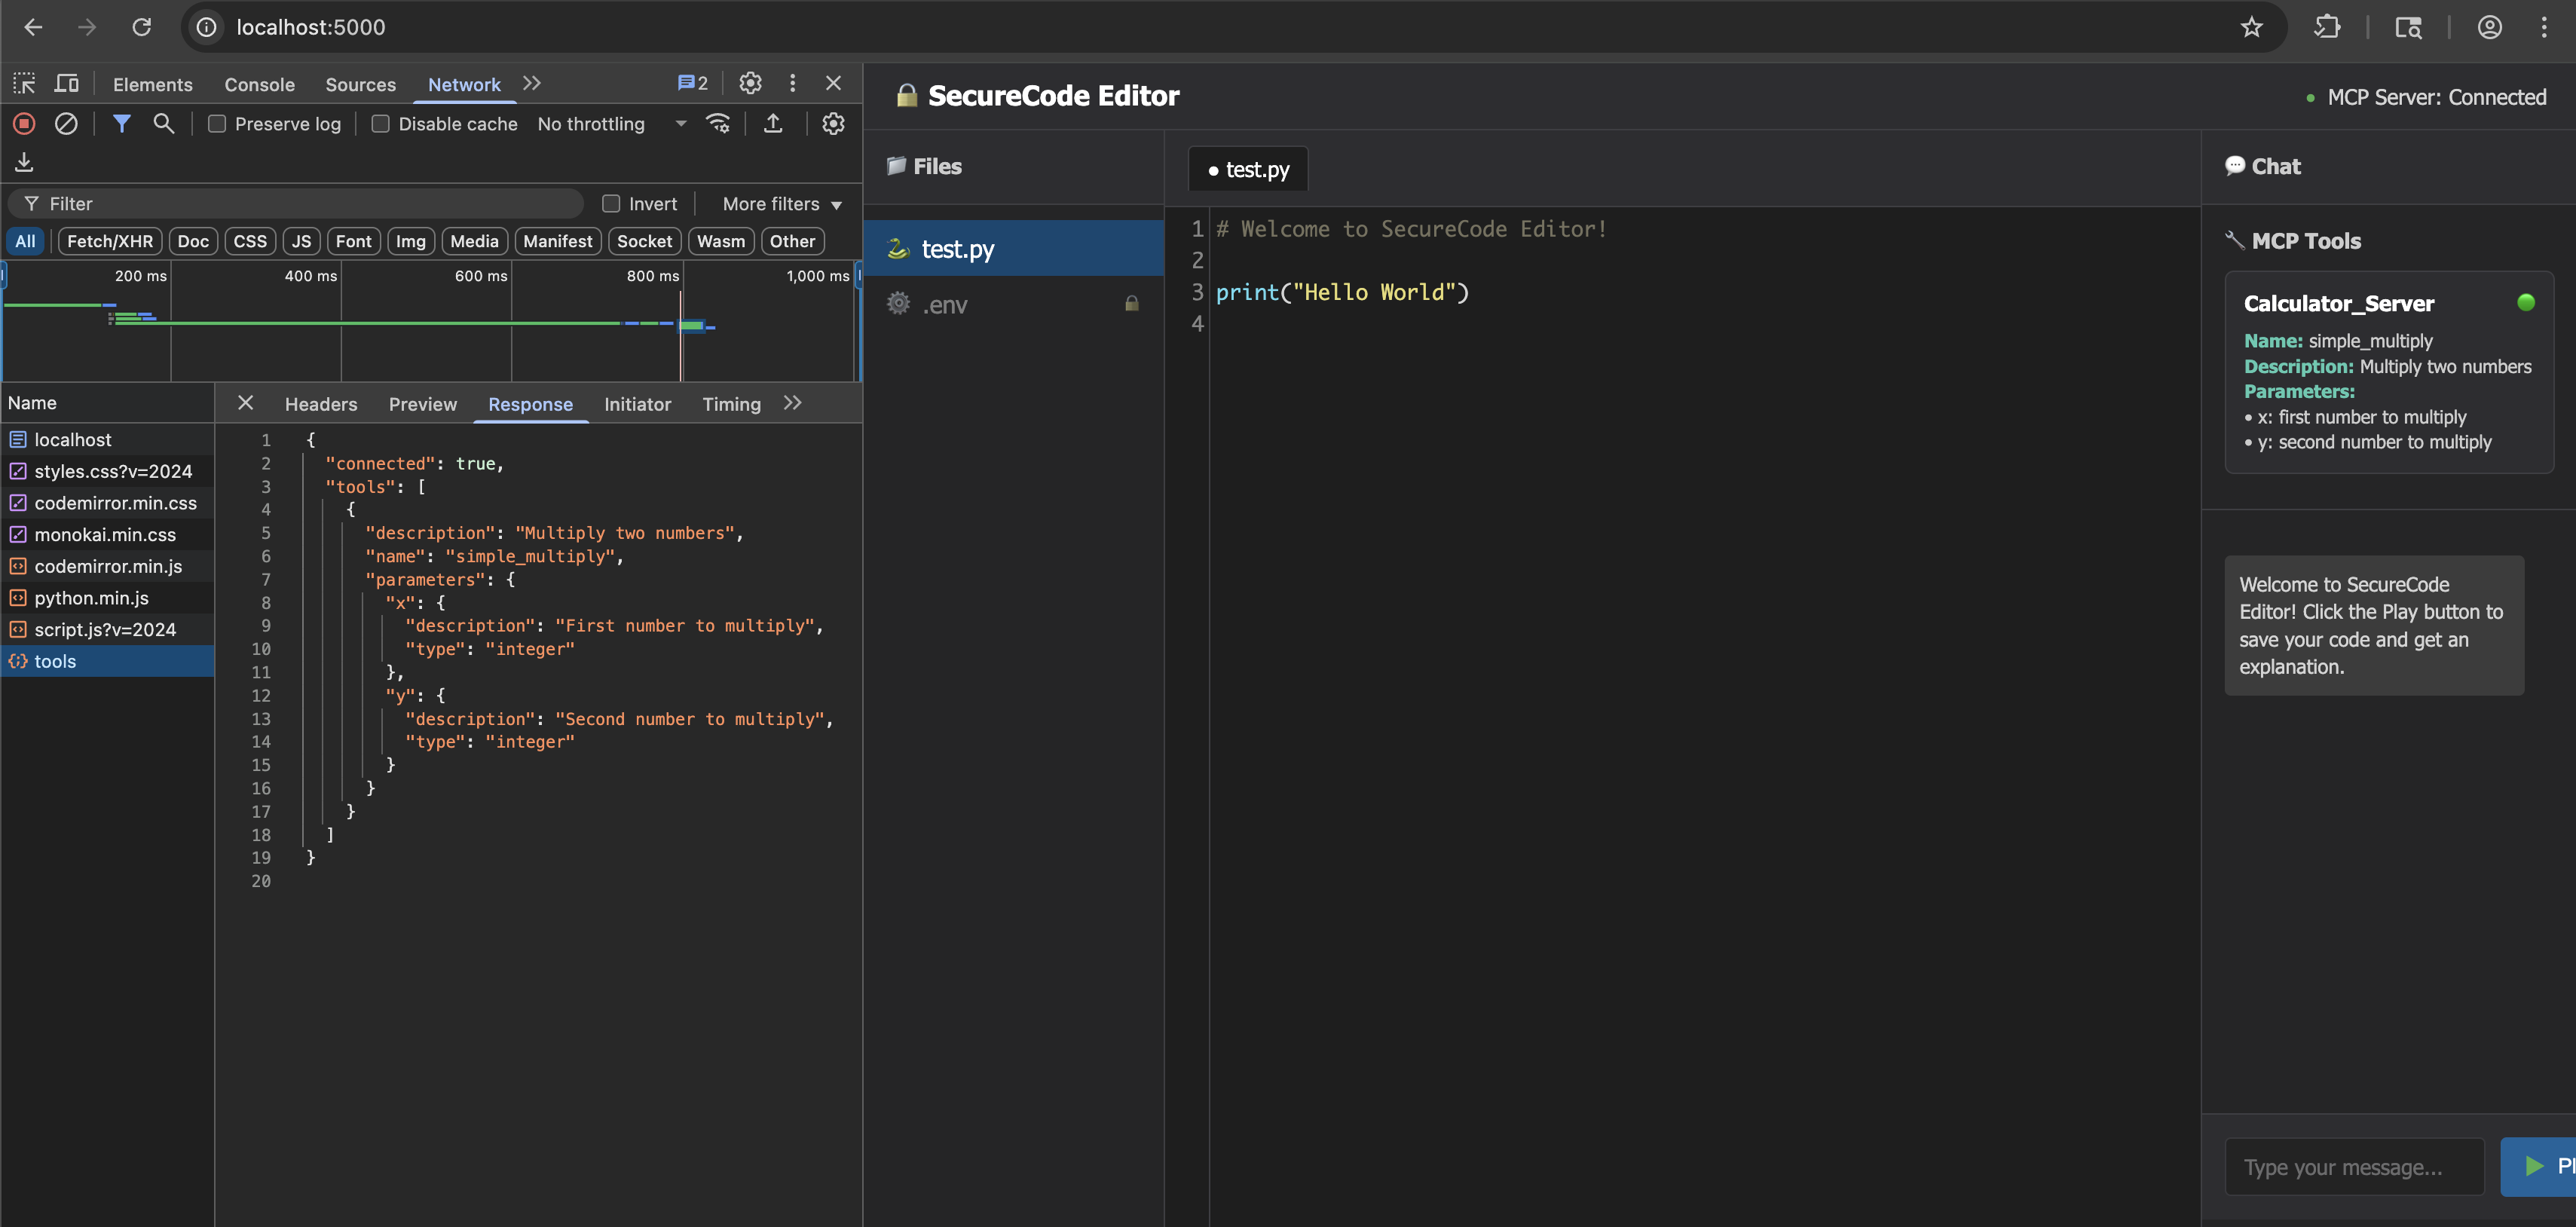 localhost:5000
Elements Console Sources Network 2
Preserve log Disable cache No throttling
Filter Invert More filters
All Fetch/XHR Doc CSS JS Font Img Media Manifest Socket Wasm Other
200 ms 400 ms 600 ms 800 ms 1,000 ms
Name
localhost
styles.css?v=2024
codemirror.min.css
monokai.min.css
codemirror.min.js
python.min.js
script.js?v=2024
tools
Headers Preview Response Initiator Timing
1 {
2 "connected": true,
3 "tools": [
4 {
5 "description": "Multiply two numbers",
6 "name": "simple_multiply",
7 "parameters": {
8 "x": {
9 "description": "First number to multiply",
10 "type": "integer"
11 },
12 "y": {
13 "description": "Second number to multiply",
14 "type": "integer"
15 }
16 }
17 }
18 ]
19 }
20
SecureCode Editor
MCP Server: Connected
Files
test.py
.env
● test.py
1 # Welcome to SecureCode Editor!
2
3 print("Hello World")
4
Chat
MCP Tools
Calculator_Server
Name: simple_multiply
Description: Multiply two numbers
Parameters:
• x: first number to multiply
• y: second number to multiply
Welcome to SecureCode
Editor! Click the Play button to
save your code and get an
explanation.
Type your message...
Pl